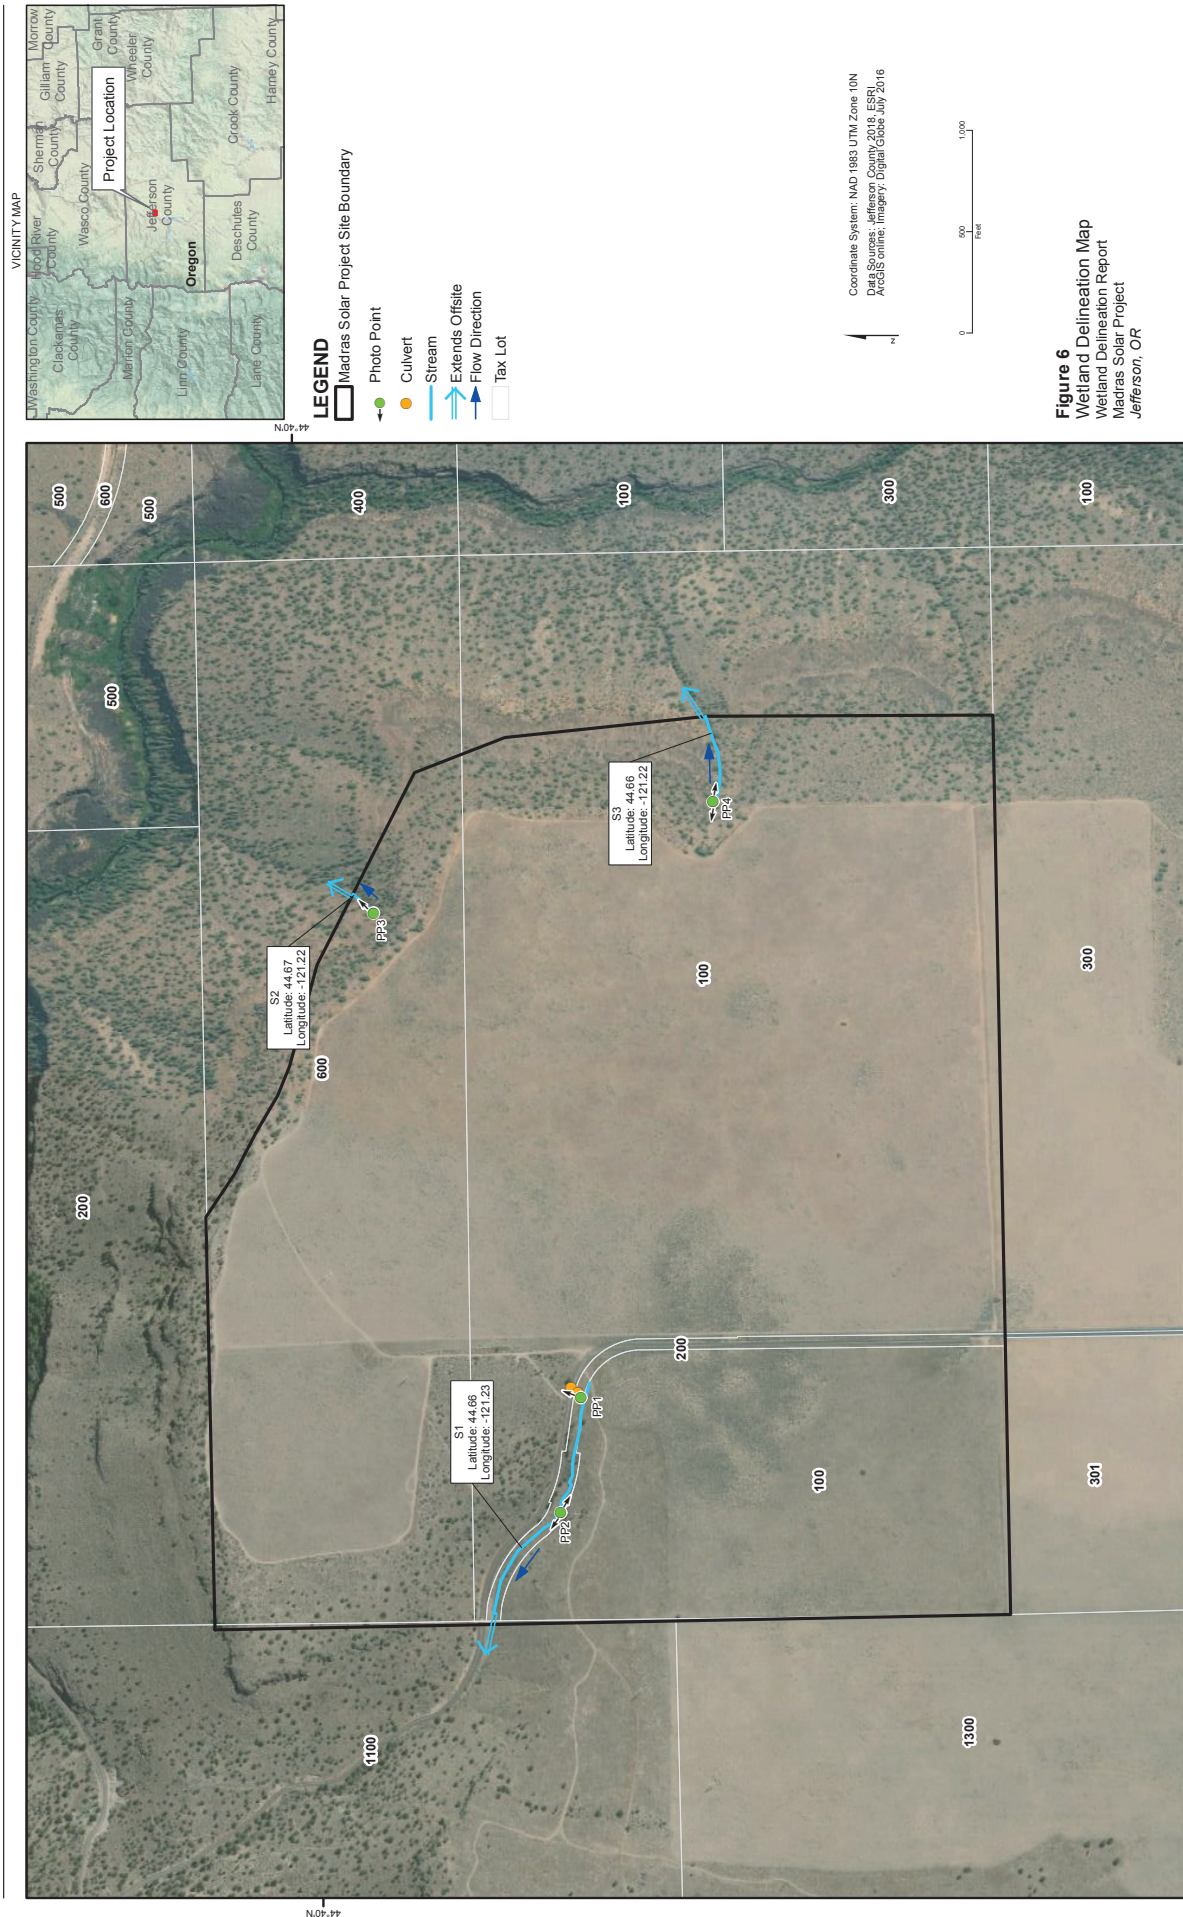 VICINITY MAP
Washington County
Hood River
County
Sherman
County
Gilliam
County
Morrow
County
Clackamas
County
Wasco County
Grant
County
Wheeler
County
Project Location
Marion County
Jefferson
County
Oregon
Linn County
Crook County
Deschutes
County
Lane County
Harney County
LEGEND
Madras Solar Project Site Boundary
Photo Point
Culvert
Stream
Extends Offsite
Flow Direction
Tax Lot
Coordinate System: NAD 1983 UTM Zone 10N
Data Sources: Jefferson County 2018, ESRI
ArcGIS online; Imagery: Digital Globe July 2016
N
0
500
1,000
Feet
Figure 6
Wetland Delineation Map
Wetland Delineation Report
Madras Solar Project
Jefferson, OR
44°40'N
44°40'N
500
600
500
500
400
200
100
300
100
600
S2
Latitude: 44.67
Longitude: -121.22
PP3
S3
Latitude: 44.66
Longitude: -121.22
PP4
S1
Latitude: 44.66
Longitude: -121.23
PP1
PP2
1100
200
100
100
300
301
1300